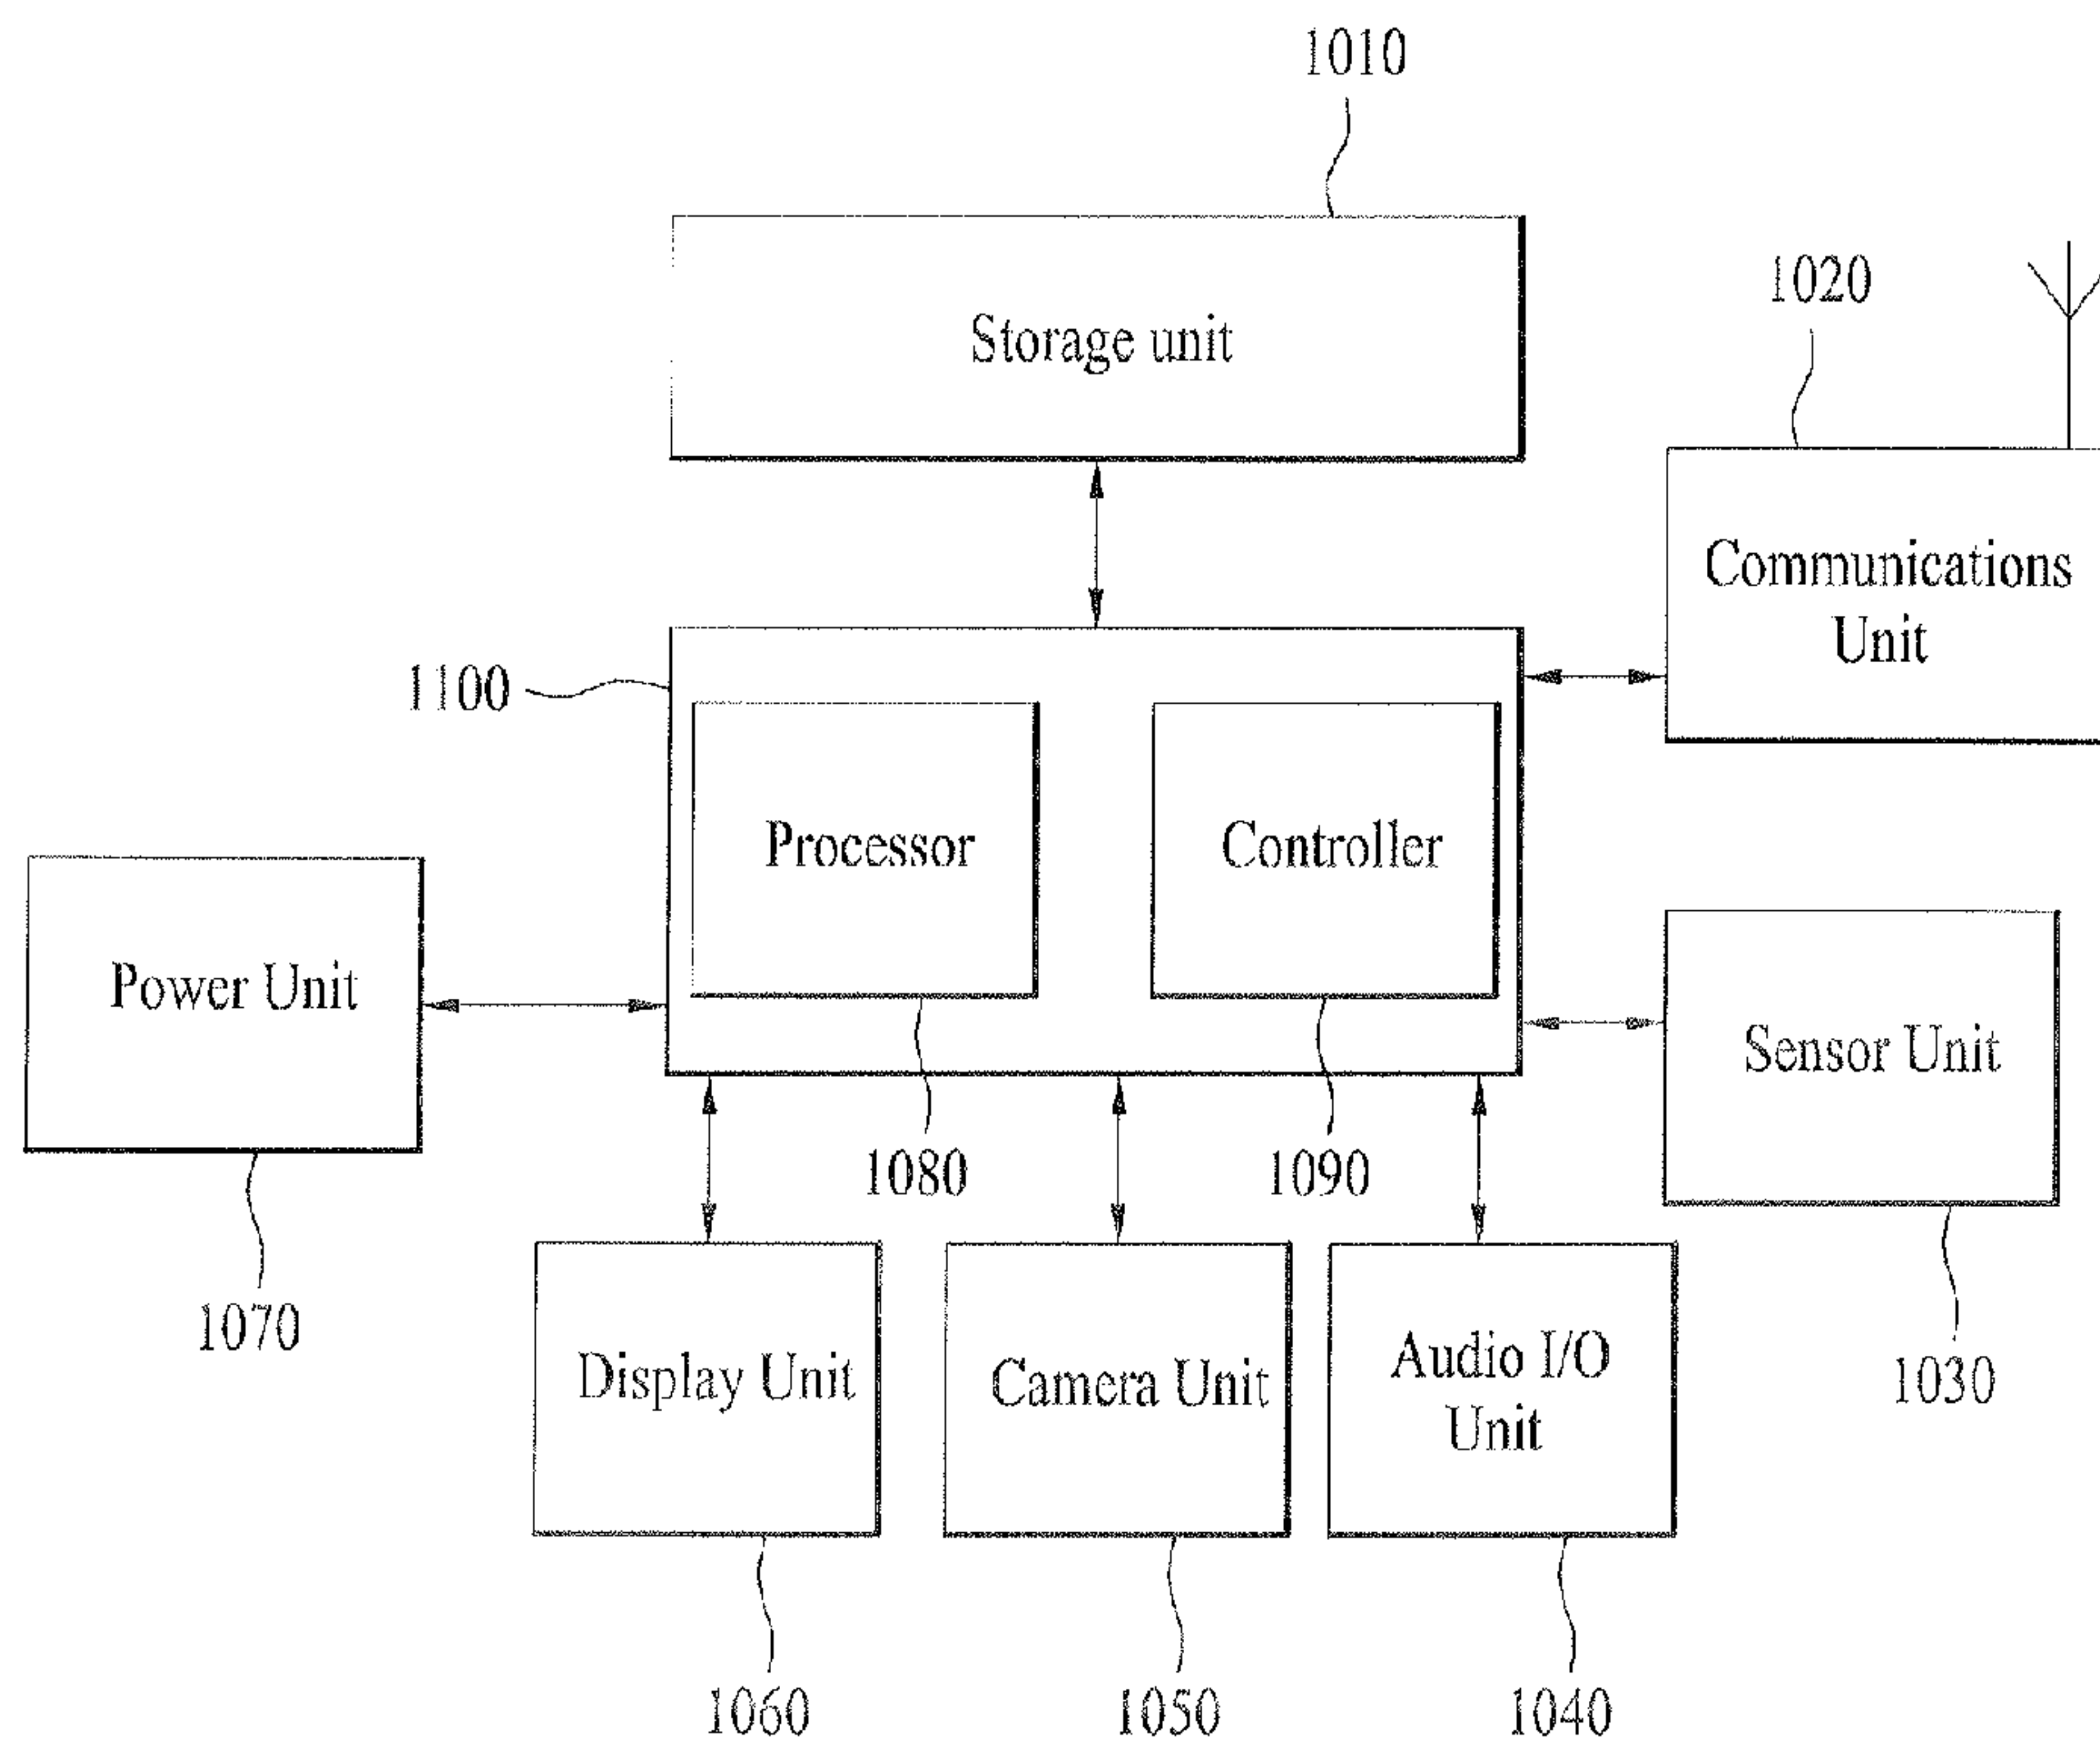 1010
Storage unit
1020
Communications
Unit
1100
Processor
Controller
Power Unit
Sensor Unit
1080
1090
1070
Display Unit
Camera Unit
Audio I/O
Unit
1030
1060
1050
1040